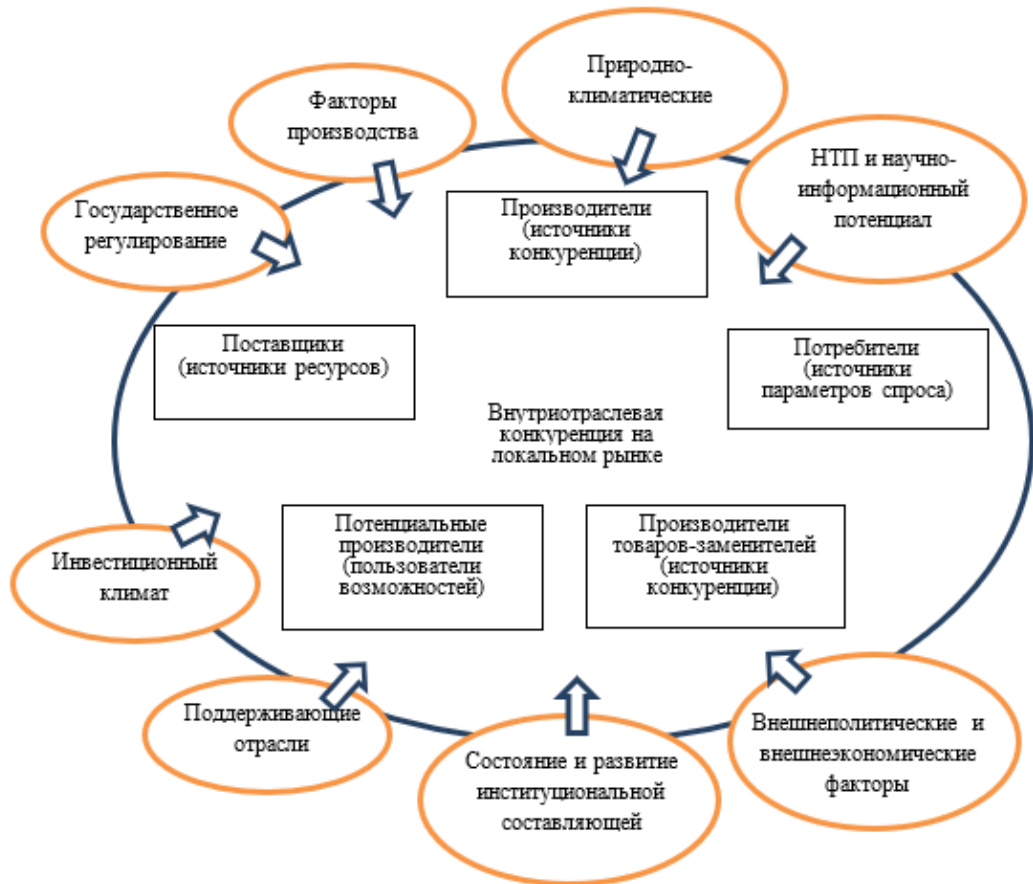 Природно-
климатические
Факторы
производства
НТП и научно-
информационный
потенциал
Государственное
регулирование
Производители
(источники
конкуренции)
Поставщики
(источники ресурсов)
Потребители
(источники
параметров спроса)
Внутриотраслевая
конкуренция на
локальном рынке
Потенциальные
производители
(пользователи
возможностей)
Производители
товаров-заменителей
(источники
конкуренции)
Инвестиционный
климат
Поддерживающие
отрасли
Состояние и развитие
институциональной
составляющей
Внешнеполитические и
внешнеэкономические
факторы